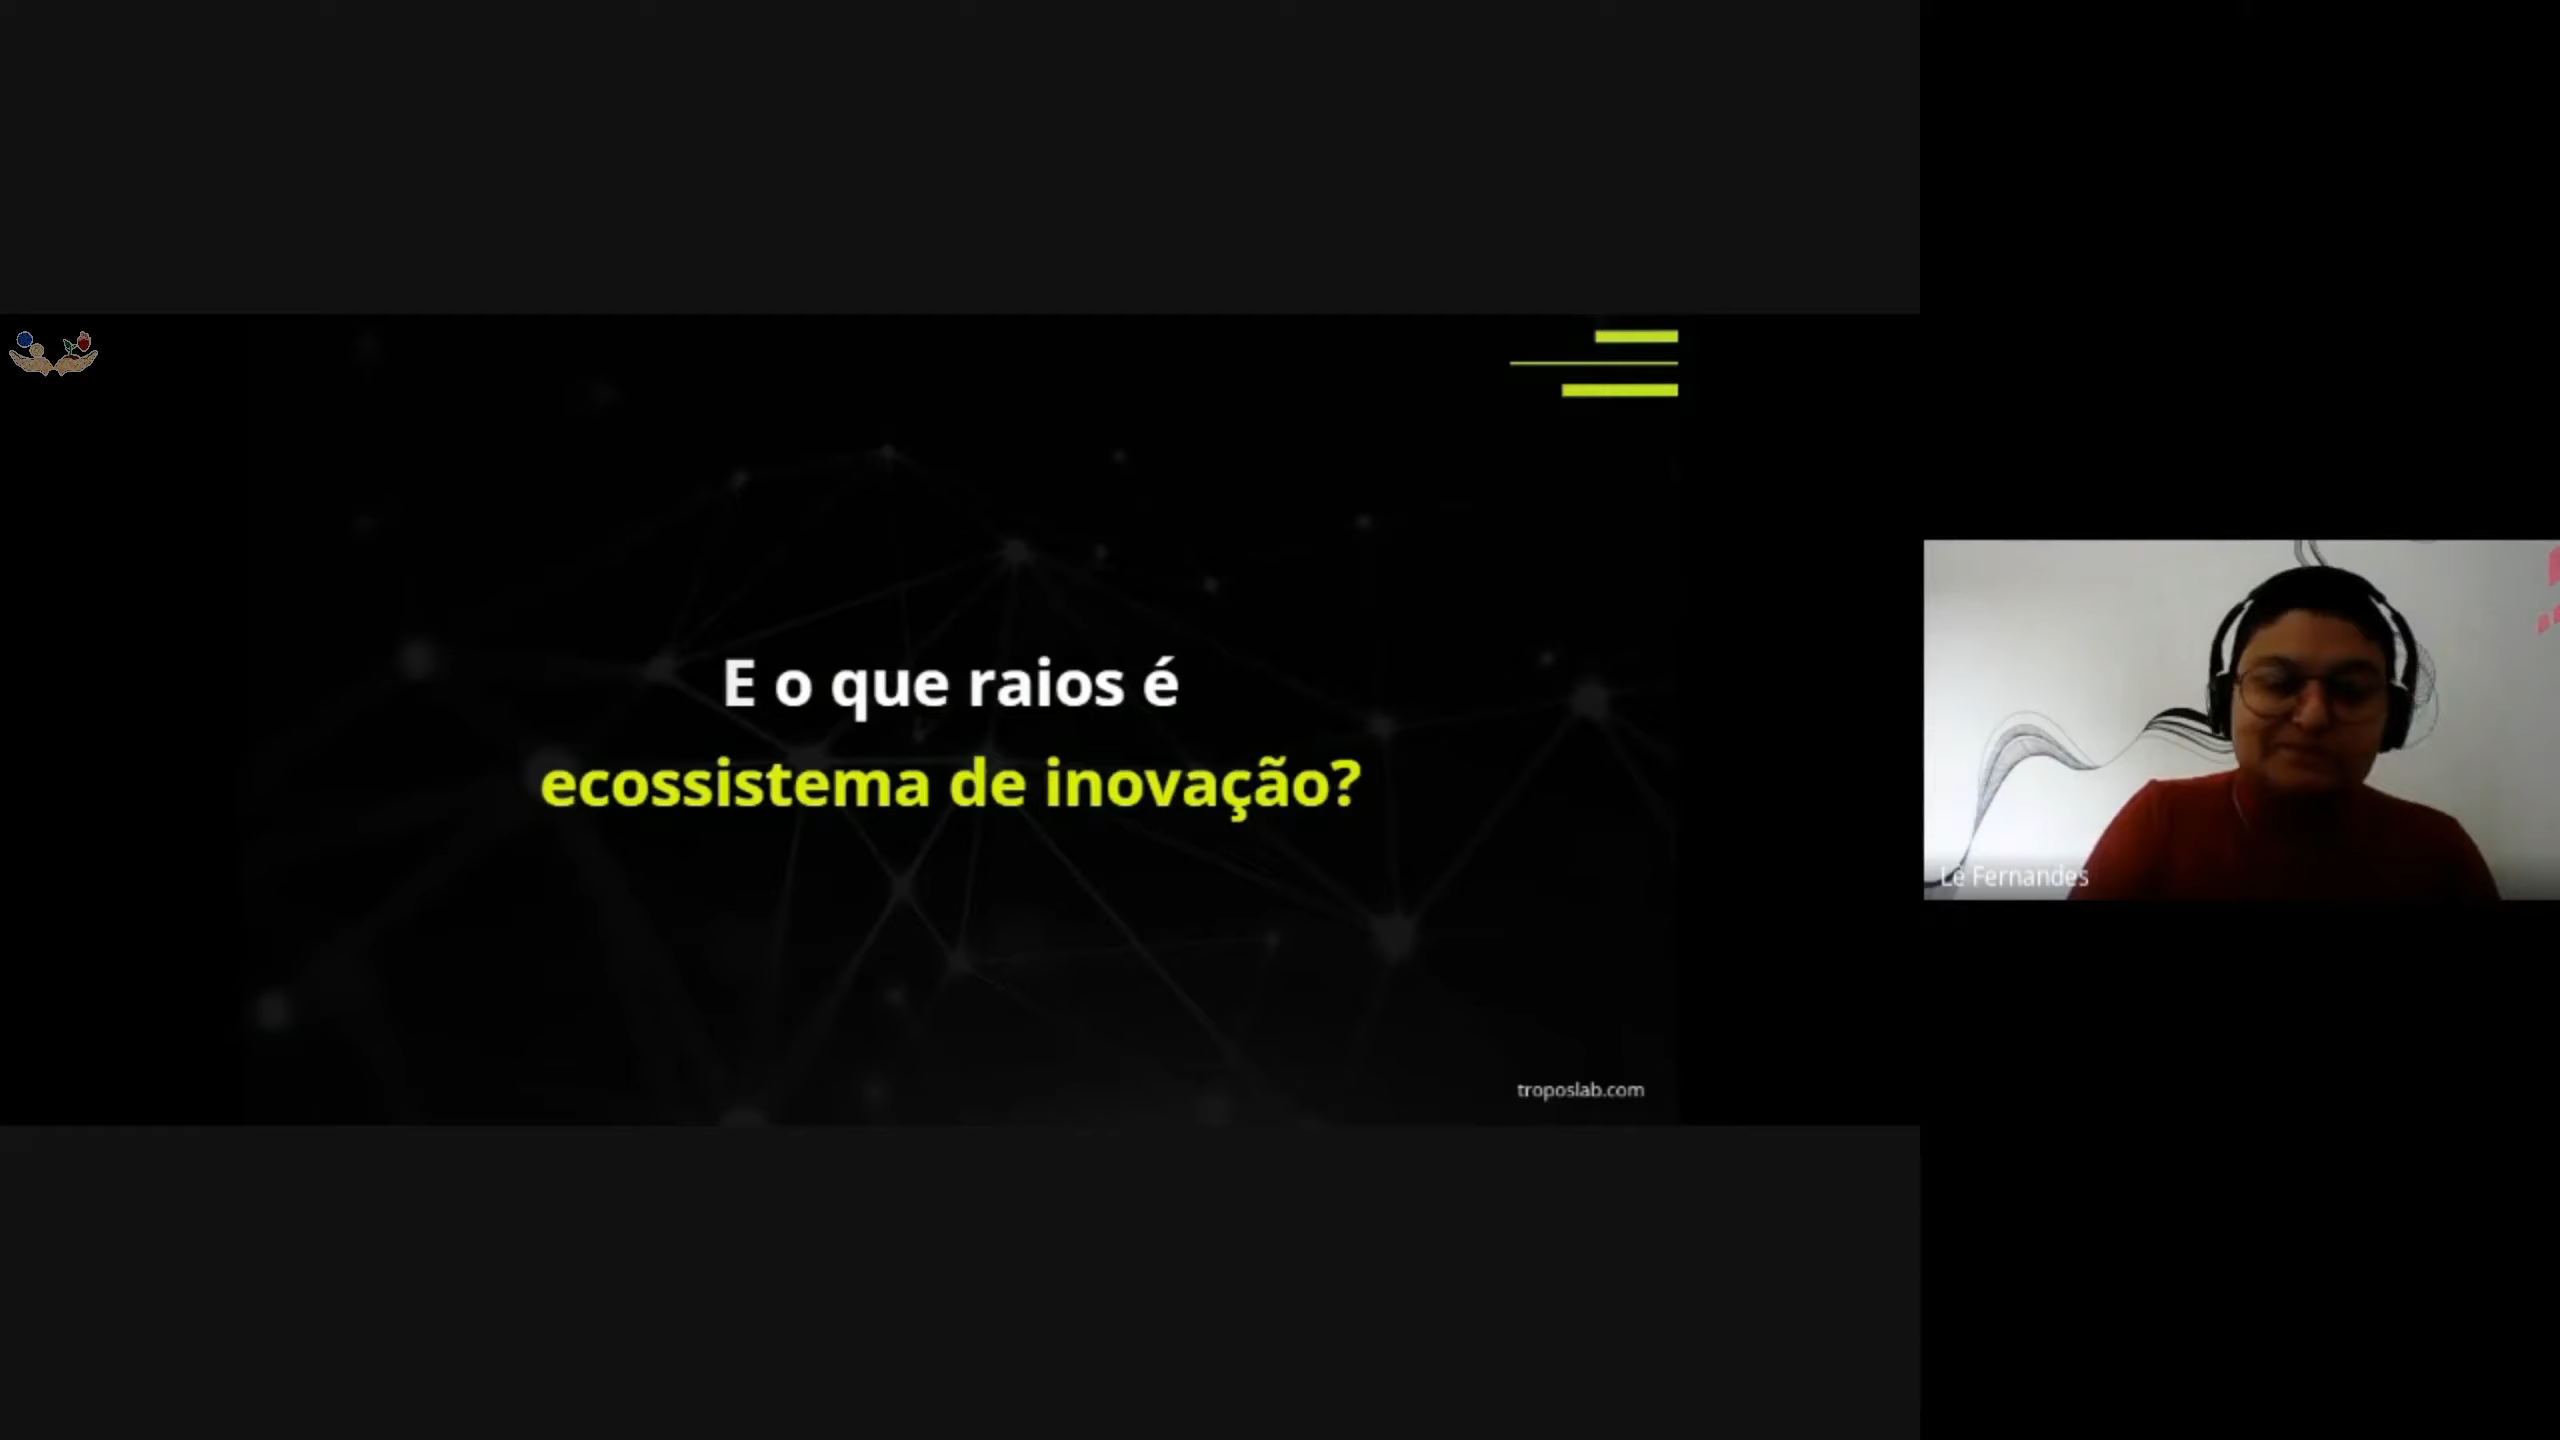 E o que raios é
ecossistema de inovação?
troposlab.com
Lê Fernandes